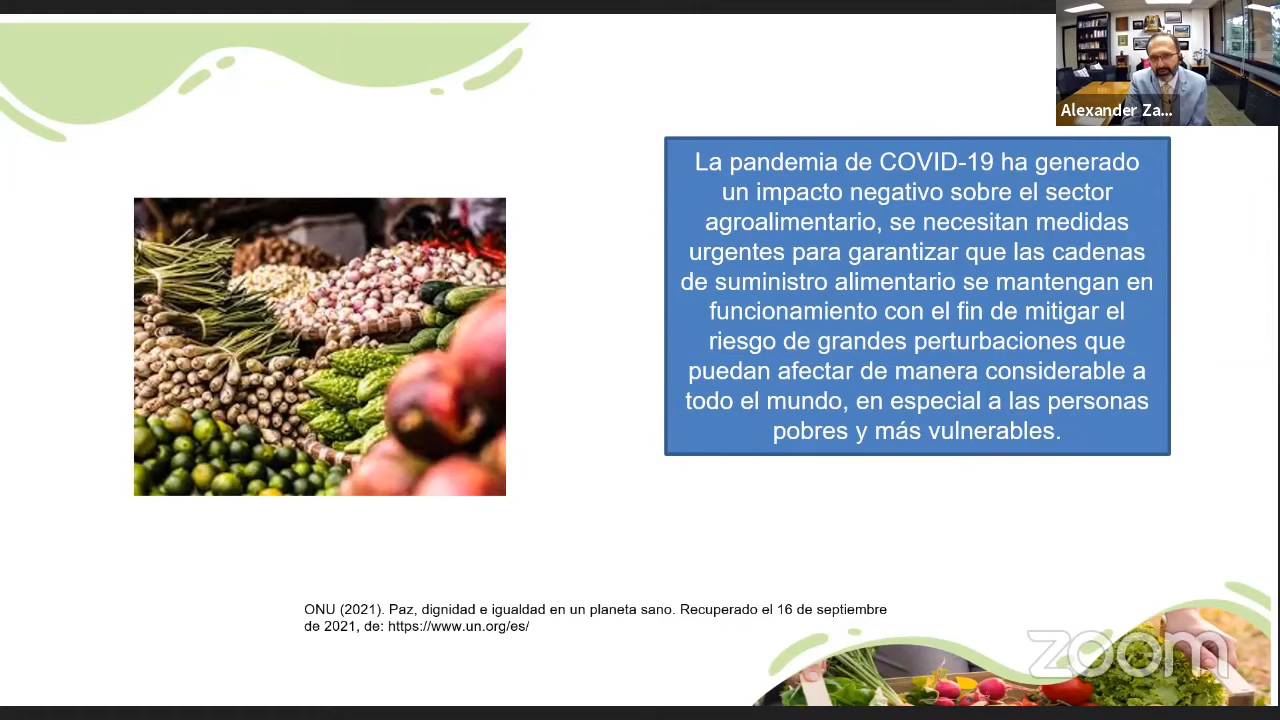 Alexander Za...
La pandemia de COVID-19 ha generado
un impacto negativo sobre el sector
agroalimentario, se necesitan medidas
urgentes para garantizar que las cadenas
de suministro alimentario se mantengan en
funcionamiento con el fin de mitigar el
riesgo de grandes perturbaciones que
puedan afectar de manera considerable a
todo el mundo, en especial a las personas
pobres y más vulnerables.
ONU (2021). Paz, dignidad e igualdad en un planeta sano. Recuperado el 16 de septiembre
de 2021, de: https://www.un.org/es/
zoom